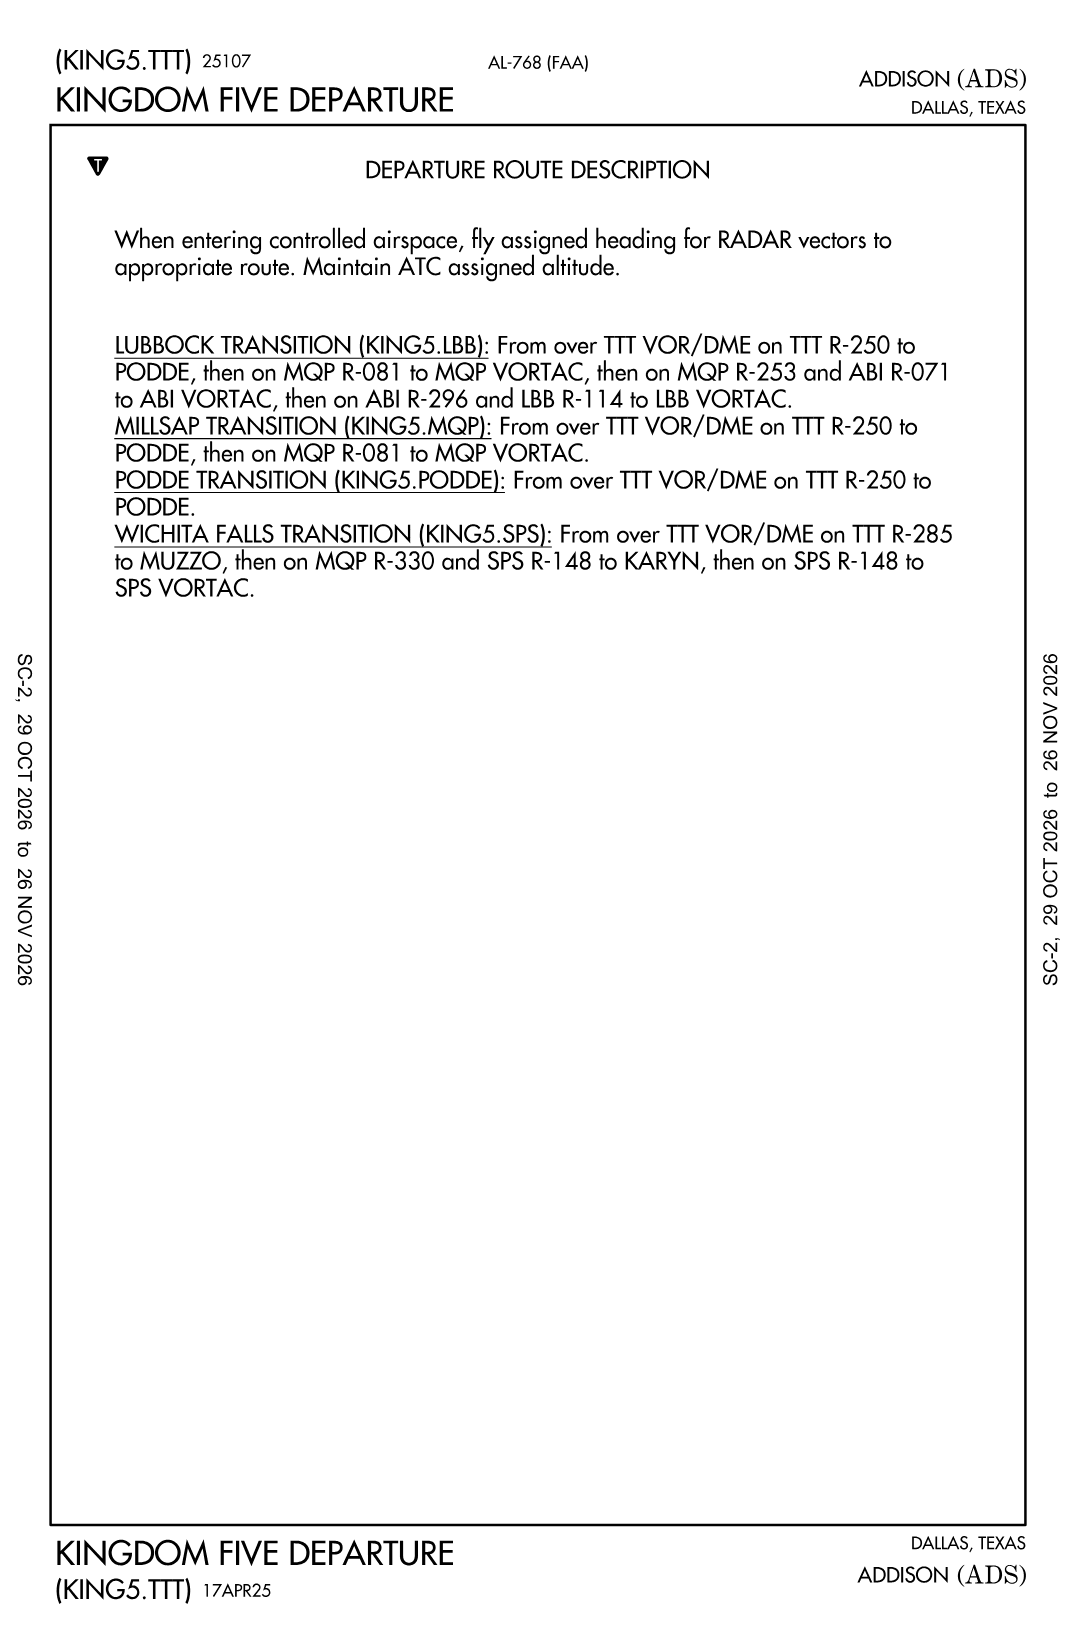 (KING5.TTT) 25107
AL-768 (FAA)
ADDISON (ADS)
KINGDOM FIVE DEPARTURE
DALLAS, TEXAS
T
DEPARTURE ROUTE DESCRIPTION
When entering controlled airspace, fly assigned heading for RADAR vectors to
appropriate route. Maintain ATC assigned altitude.
LUBBOCK TRANSITION (KING5.LBB): From over TTT VOR/DME on TTT R-250 to
PODDE, then on MQP R-081 to MQP VORTAC, then on MQP R-253 and ABI R-071
to ABI VORTAC, then on ABI R-296 and LBB R-114 to LBB VORTAC.
MILLSAP TRANSITION (KING5.MQP): From over TTT VOR/DME on TTT R-250 to
PODDE, then on MQP R-081 to MQP VORTAC.
PODDE TRANSITION (KING5.PODDE): From over TTT VOR/DME on TTT R-250 to
PODDE.
WICHITA FALLS TRANSITION (KING5.SPS): From over TTT VOR/DME on TTT R-285
to MUZZO, then on MQP R-330 and SPS R-148 to KARYN, then on SPS R-148 to
SPS VORTAC.
SC-2, 29 OCT 2026 to 26 NOV 2026
SC-2, 29 OCT 2026 to 26 NOV 2026
KINGDOM FIVE DEPARTURE
DALLAS, TEXAS
(KING5.TTT) 17APR25
ADDISON (ADS)